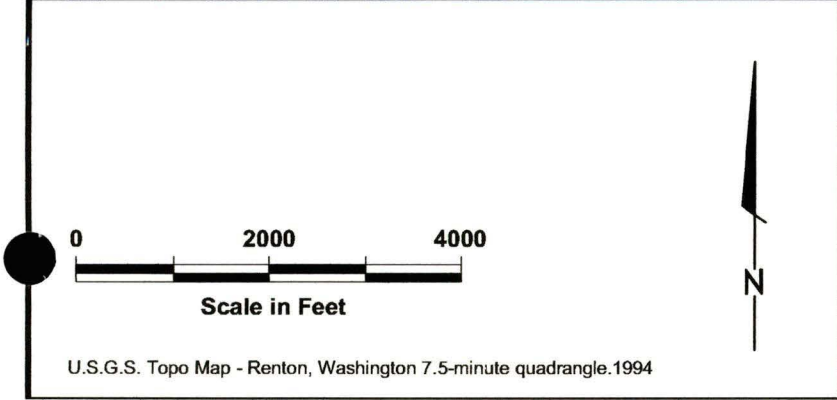 0 2000 4000
Scale in Feet
N
U.S.G.S. Topo Map - Renton, Washington 7.5-minute quadrangle.1994